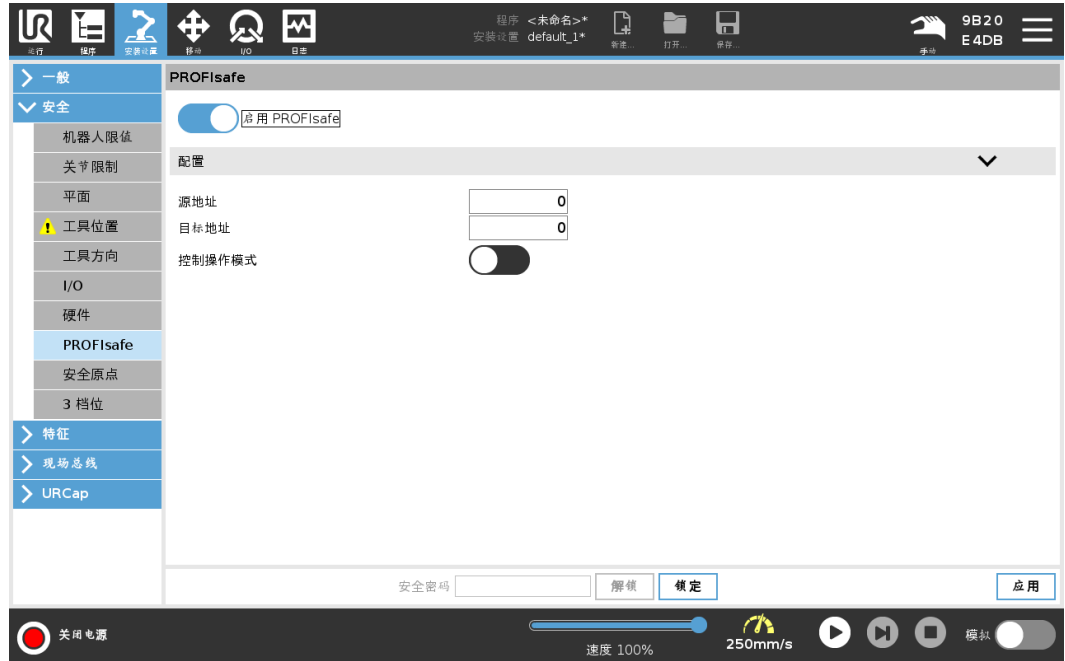 UR
运行
程序
安装设置
移动
I/O
日志
程序 <未命名>*
安装设置 default_1*
新建...
打开...
保存...
手动
9B20
E4DB
一般
安全
机器人限值
关节限制
平面
工具位置
工具方向
I/O
硬件
PROFIsafe
安全原点
3 档位
特征
现场总线
URCap
PROFIsafe
启用 PROFIsafe
配置
源地址 0
目标地址 0
控制操作模式
安全密码 解锁 锁定 应用
关闭电源
速度 100%
250mm/s
模拟